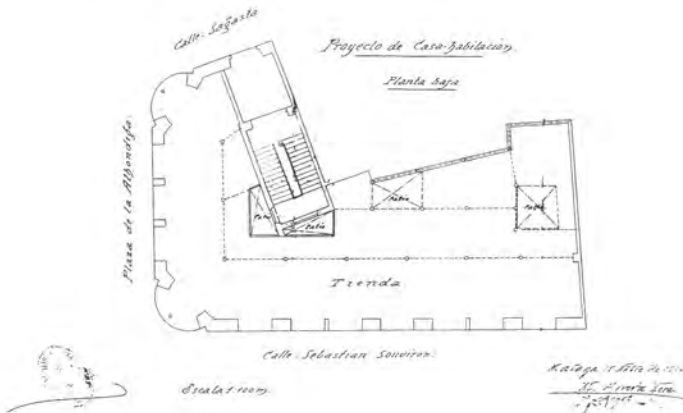 Calle Sagasta
Proyecto de Casa-habitacion.
Planta baja
Plaza de la Alhondiga.
Patio
Patio
Patio
Patio
Tienda
Calle Sebastian Souviron.
Escala 1:100m.
Malaga